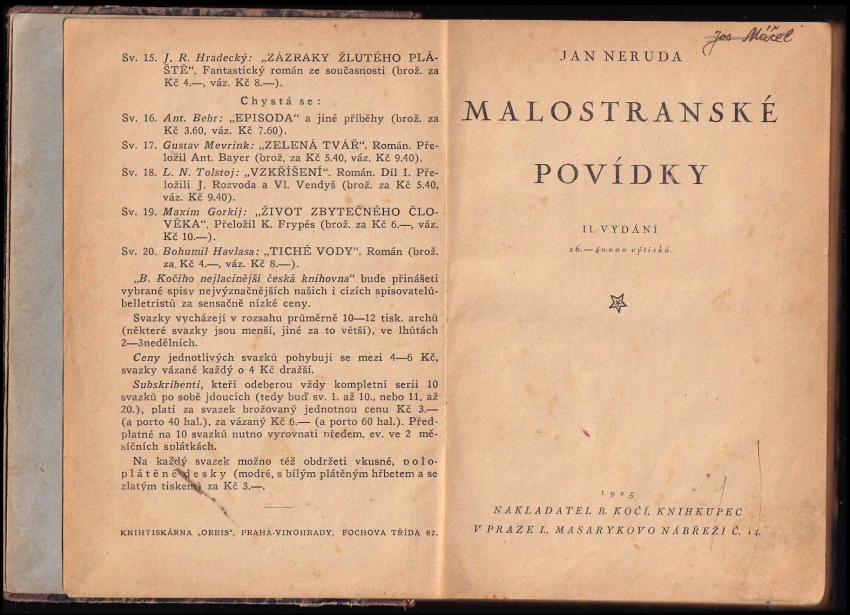 Sv. 15. J. R. Hradecký: „ZÁZRAKY ŽLUTÉHO PLÁ-
ŠTĚ“. Fantastický román ze současnosti (brož. za
Kč 4.—, váz. Kč 8.—).
Chystá se:
Sv. 16. Ant. Bebr: „EPISODA“ a jiné příběhy (brož. za
Kč 3.60, váz. Kč 7.60).
Sv. 17. Gustav Mevrink: „ZELENÁ TVÁŘ“. Román. Pře-
ložil Ant. Bayer (brož. za Kč 5.40, váz. Kč 9.40).
Sv. 18. L. N. Tolstoj: „VZKŘÍŠENÍ“. Román. Díl I. Pře-
ložili J. Rozvoda a Vl. Vendyš (brož. za Kč 5.40,
váz. Kč 9.40).
Sv. 19. Maxim Gorkij: „ŽIVOT ZBYTEČNÉHO ČLO-
VĚKA“. Přeložil K. Frypés (brož. za Kč 6.—, váz.
Kč 10.—).
Sv. 20. Bohumil Havlasa: „TICHÉ VODY“. Román (brož.
za Kč 4.—, váz. Kč 8.—).
„B. Kočího nejlacinější česká knihovna“ bude přinášeti
vybrané spisy nejvýznačnějších našich i cizích spisovatelů-
belletristů za sensačně nízké ceny.
Svazky vycházejí v rozsahu průměrně 10—12 tisk. archů
(některé svazky jsou menší, jiné za to větší), ve lhůtách
2—3nedělních.
Ceny jednotlivých svazků pohybují se mezi 4—6 Kč,
svazky vázané každý o 4 Kč dražší.
Subskribenti, kteří odeberou vždy kompletní serii 10
svazků po sobě jdoucích (tedy buď sv. 1. až 10., nebo 11. až
20.), platí za svazek brožovaný jednotnou cenu Kč 3.—
(a porto 40 hal.), za vázaný Kč 6.— (a porto 60 hal.). Před-
platné na 10 svazků nutno vyrovnati předem, ev. ve 2 mě-
síčních splátkách.
Na každý svazek možno též obdržeti vkusné, polo-
plátěné desky (modré, s bílým plátěným hřbetem a se
zlatým tiskem) za Kč 3.—.
KNIHTISKÁRNA „ORBIS“, PRAHA-VINOHRADY, FOCHOVA TŘÍDA 62.
Jos Mářel
JAN NERUDA
MALOSTRANSKÉ
POVÍDKY
II. VYDÁNÍ
26.—40.000 výtisků.
1925
NAKLADATEL B. KOČÍ, KNIHKUPEC
V PRAZE I., MASARYKOVO NÁBŘEŽÍ Č. 14.